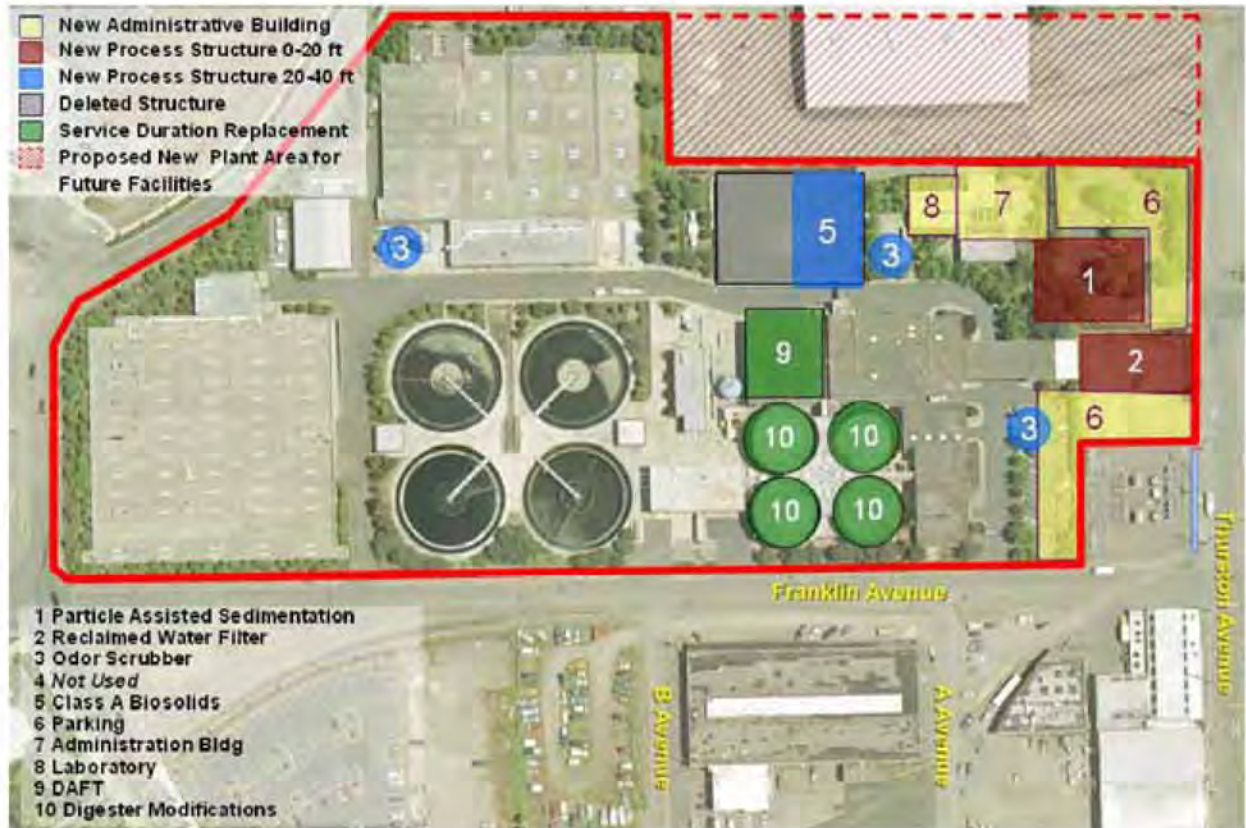 New Administrative Building
New Process Structure 0-20 ft
New Process Structure 20-40 ft
Deleted Structure
Service Duration Replacement
Proposed New Plant Area for
Future Facilities
8
7
6
5
3
3
1
9
2
3
6
10
10
10
10
Franklin Avenue
Thurston Avenue
B Avenue
A Avenue
1 Particle Assisted Sedimentation
2 Reclaimed Water Filter
3 Odor Scrubber
4 Not Used
5 Class A Biosolids
6 Parking
7 Administration Bldg
8 Laboratory
9 DAFT
10 Digester Modifications